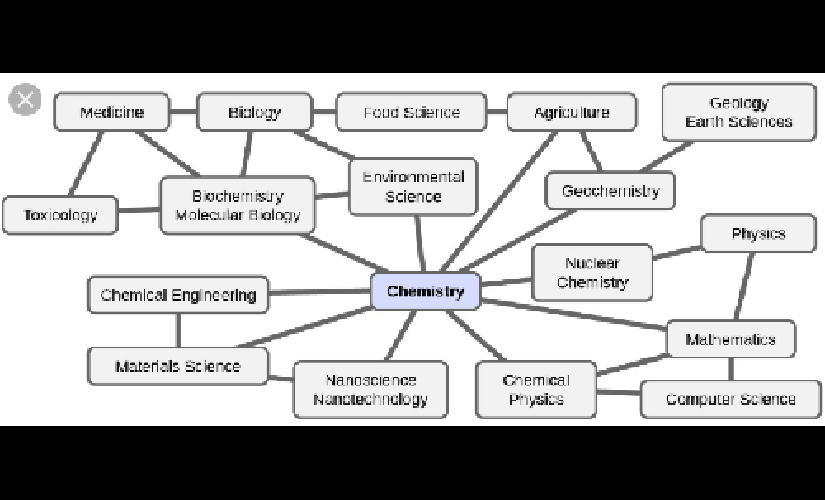 Medicine
Biology
Food Science
Agriculture
Geology
Earth Sciences
Environmental
Science
Geochemistry
Biochemistry
Molecular Biology
Toxicology
Physics
Nuclear
Chemistry
Chemical Engineering
Chemistry
Mathematics
Materials Science
Nanoscience
Nanotechnology
Chemical
Physics
Computer Science